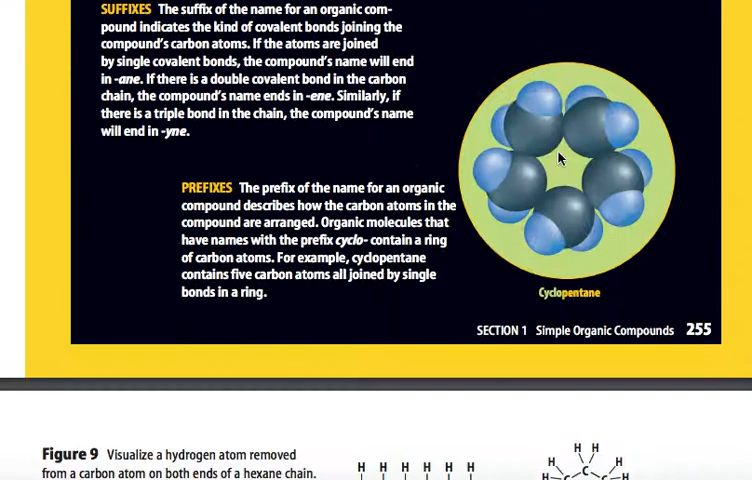 SUFFIXES The suffix of the name for an organic com-
pound indicates the kind of covalent bonds joining the
compound's carbon atoms. If the atoms are joined
by single covalent bonds, the compound's name will end
in -ane. If there is a double covalent bond in the carbon
chain, the compound's name ends in -ene. Similarly, if
there is a triple bond in the chain, the compound's name
will end in -yne.
PREFIXES The prefix of the name for an organic
compound describes how the carbon atoms in the
compound are arranged. Organic molecules that
have names with the prefix cyclo- contain a ring
of carbon atoms. For example, cyclopentane
contains five carbon atoms all joined by single
bonds in a ring.
Cyclopentane
SECTION 1 Simple Organic Compounds 255
Figure 9 Visualize a hydrogen atom removed
from a carbon atom on both ends of a hexane chain.
H H H H H H
H H
H C H
H C C H